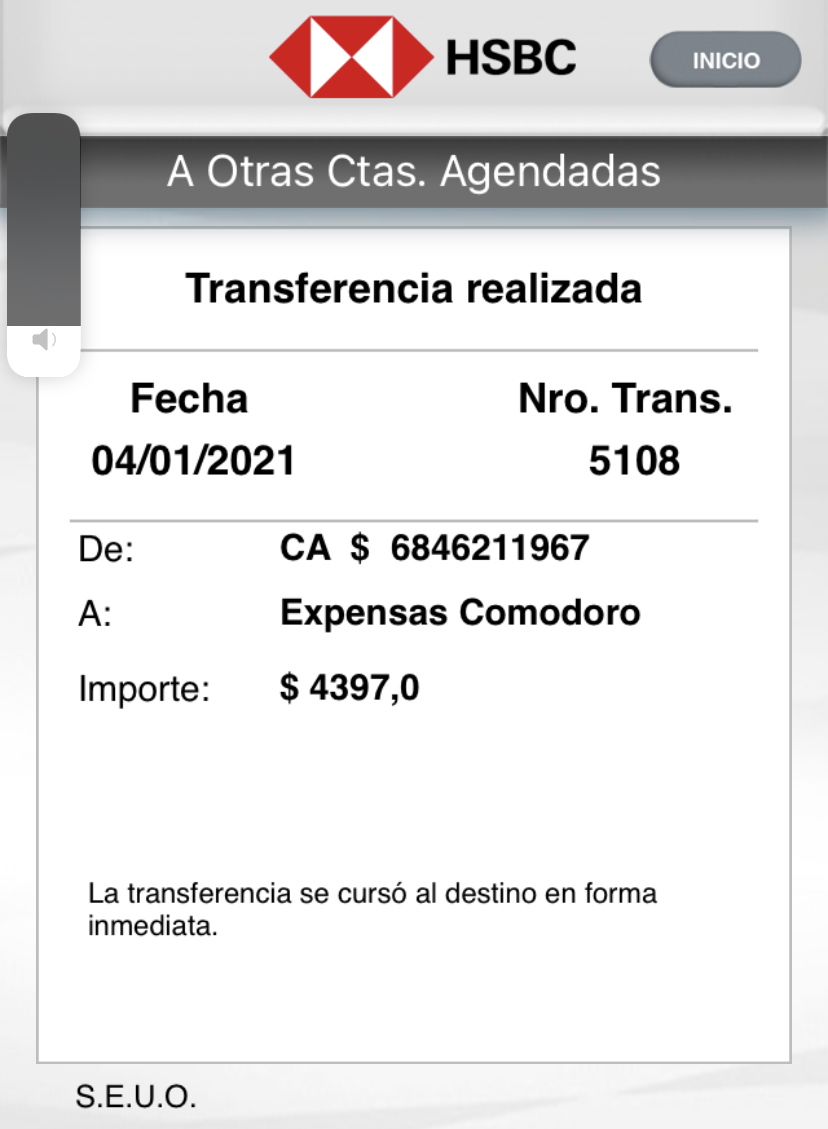 HSBC
INICIO
A Otras Ctas. Agendadas
Transferencia realizada
Fecha Nro. Trans.
04/01/2021 5108
De: CA $ 6846211967
A: Expensas Comodoro
Importe: $ 4397,0
La transferencia se cursó al destino en forma
inmediata.
S.E.U.O.